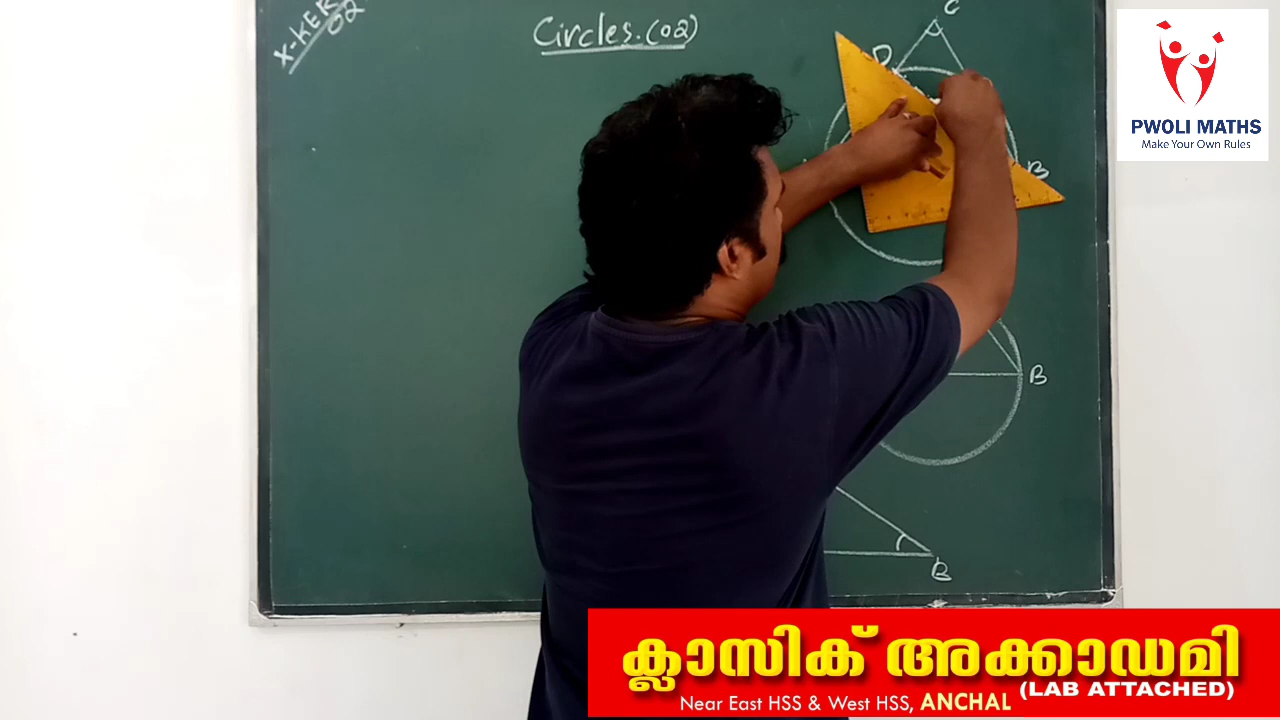 X-KER
02
Circles.(02)
C
D
B
B
B
PWOLI MATHS
Make Your Own Rules
ക്ലാസിക് അക്കാഡമി
(LAB ATTACHED)
Near East HSS & West HSS, ANCHAL